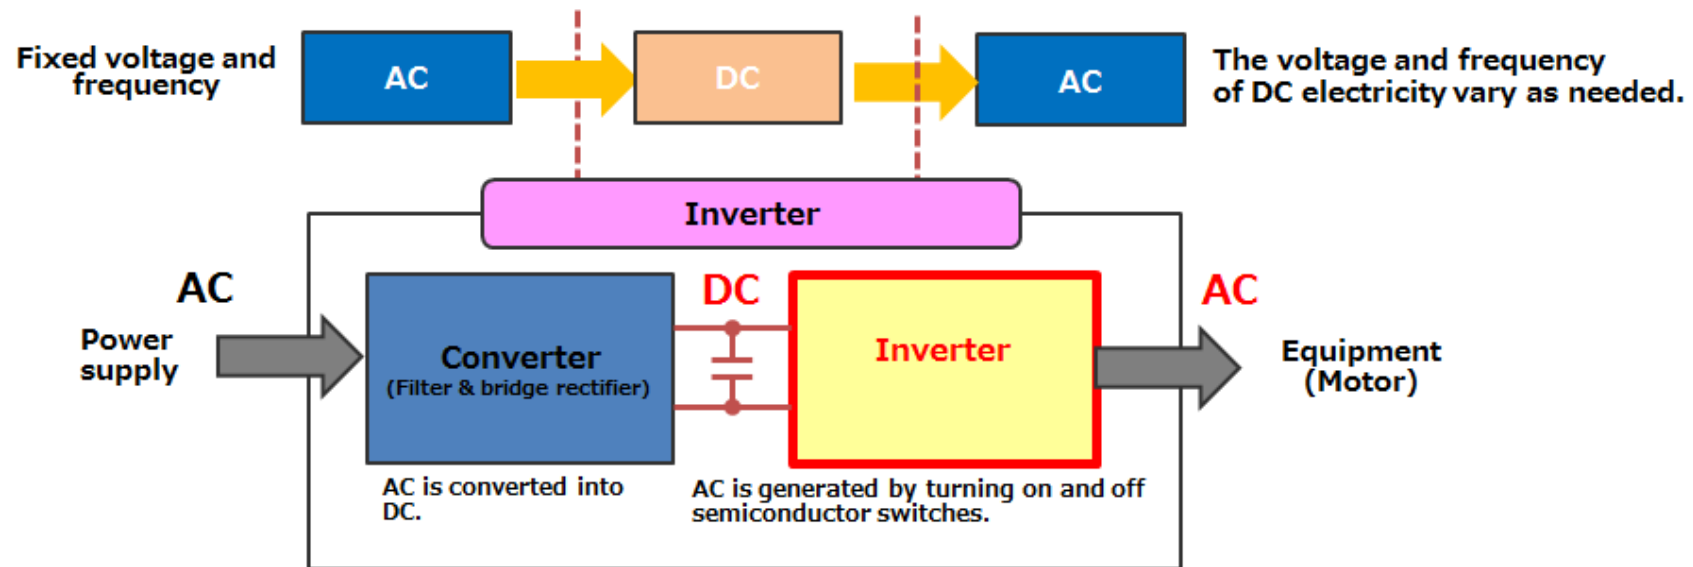 Fixed voltage and
frequency
AC
DC
AC
The voltage and frequency
of DC electricity vary as needed.
Inverter
AC
Power
supply
Converter
(Filter & bridge rectifier)
DC
Inverter
AC
Equipment
(Motor)
AC is converted into
DC.
AC is generated by turning on and off
semiconductor switches.